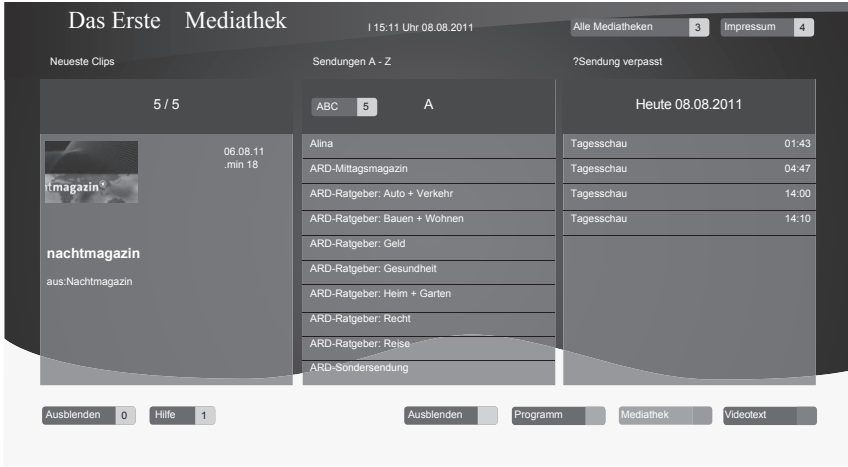 Das Erste Mediathek
I 15:11 Uhr 08.08.2011
Alle Mediatheken 3
Impressum 4
Neueste Clips
Sendungen A - Z
?Sendung verpasst
5 / 5
ABC 5 A
Heute 08.08.2011
06.08.11
.min 18
tmagazin
nachtmagazin
aus:Nachtmagazin
Alina
ARD-Mittagsmagazin
ARD-Ratgeber: Auto + Verkehr
ARD-Ratgeber: Bauen + Wohnen
ARD-Ratgeber: Geld
ARD-Ratgeber: Gesundheit
ARD-Ratgeber: Heim + Garten
ARD-Ratgeber: Recht
ARD-Ratgeber: Reise
ARD-Sondersendung
Tagesschau 01:43
Tagesschau 04:47
Tagesschau 14:00
Tagesschau 14:10
Ausblenden 0
Hilfe 1
Ausblenden
Programm
Mediathek
Videotext